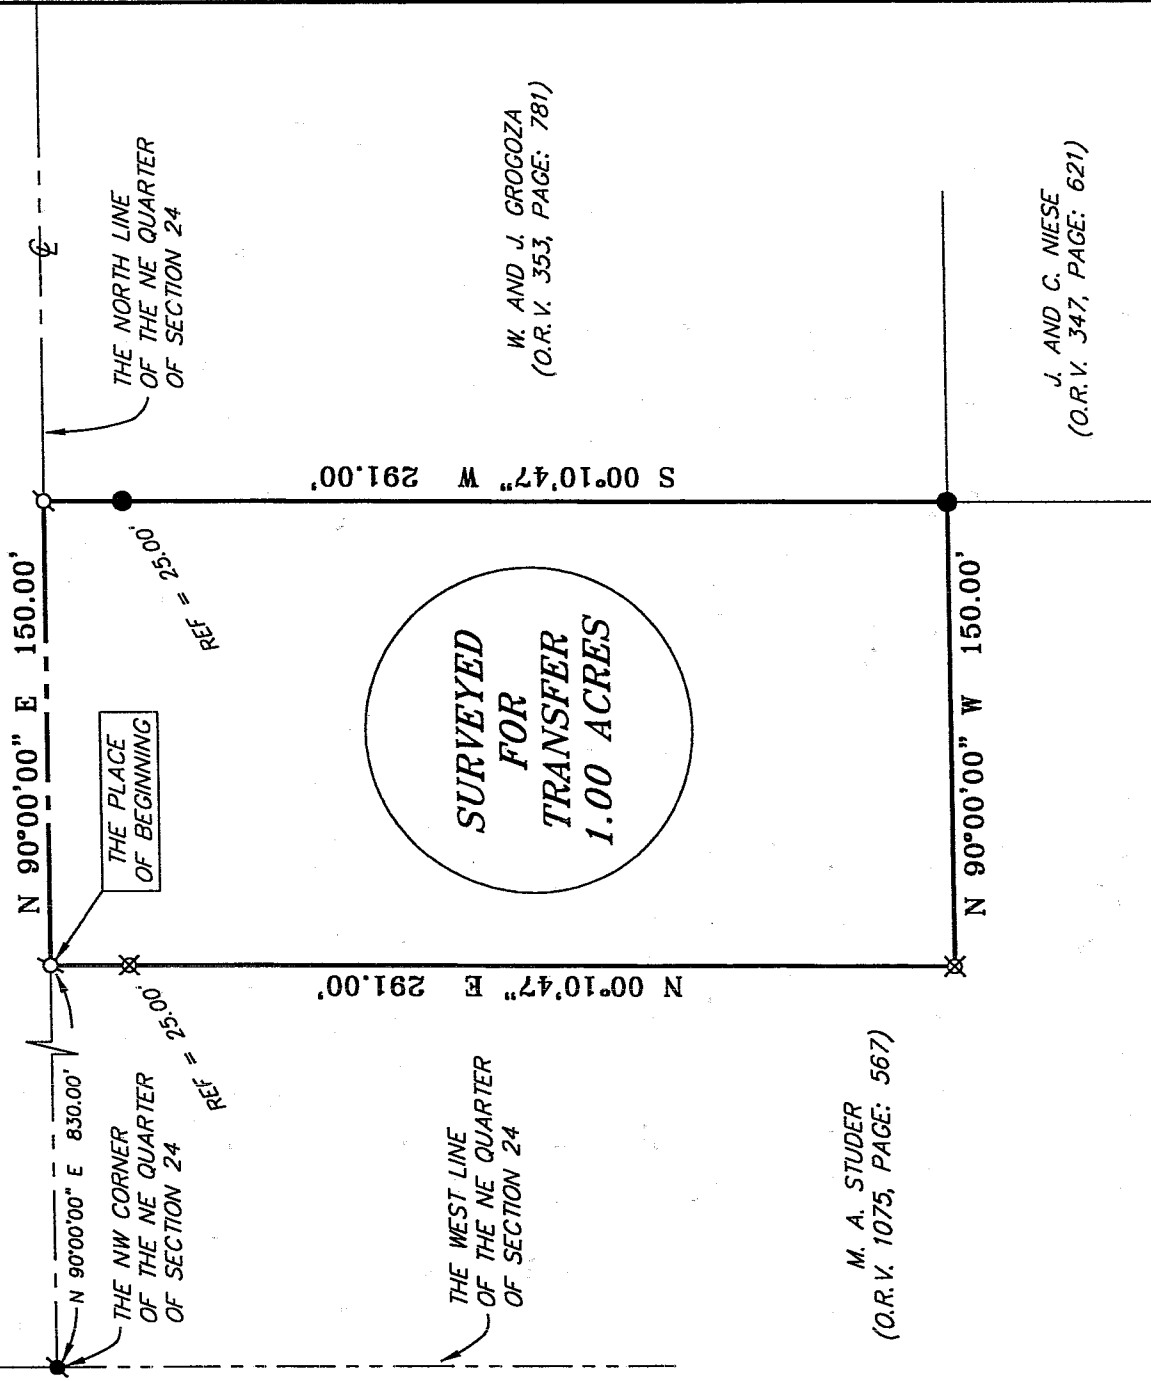 N 90°00'00" E 830.00'
THE NW CORNER
OF THE NE QUARTER
OF SECTION 24
REF = 25.00'
N 90°00'00" E 150.00'
THE PLACE
OF BEGINNING
REF = 25.00'
THE NORTH LINE
OF THE NE QUARTER
OF SECTION 24
THE WEST LINE
OF THE NE QUARTER
OF SECTION 24
N 00°10'47" E 291.00'
SURVEYED
FOR
TRANSFER
1.00 ACRES
S 00°10'47" W 291.00'
W. AND J. GROGOZA
(O.R.V. 353, PAGE: 781)
M. A. STUDER
(O.R.V. 1075, PAGE: 567)
N 90°00'00" W 150.00'
J. AND C. NIESE
(O.R.V. 347, PAGE: 621)